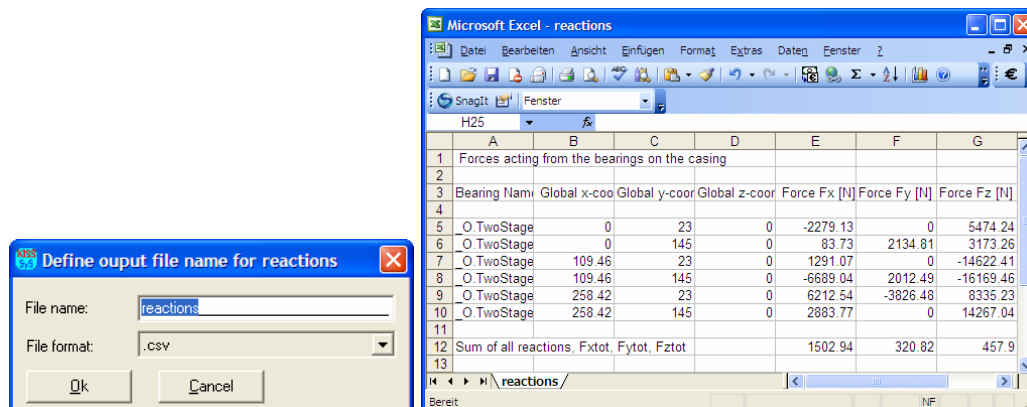 Microsoft Excel - reactions
Datei Bearbeiten Ansicht Einfügen Format Extras Daten Fenster ?
SnagIt Fenster
H25 fx
A B C D E F G
1 Forces acting from the bearings on the casing
2
3 Bearing Name Global x-coo Global y-coor Global z-coor Force Fx [N] Force Fy [N] Force Fz [N]
4
5 _O.TwoStage 0 23 0 -2279.13 0 5474.24
6 _O.TwoStage 0 145 0 83.73 2134.81 3173.26
7 _O.TwoStage 109.46 23 0 1291.07 0 -14622.41
8 _O.TwoStage 109.46 145 0 -6689.04 2012.49 -16169.46
9 _O.TwoStage 258.42 23 0 6212.54 -3826.48 8335.23
10 _O.TwoStage 258.42 145 0 2883.77 0 14267.04
11
12 Sum of all reactions, Fxtot, Fytot, Fztot 1502.94 320.82 457.9
13
reactions
Bereit NF
KISS SyS Define ouput file name for reactions
File name: reactions
File format: .csv
Ok Cancel